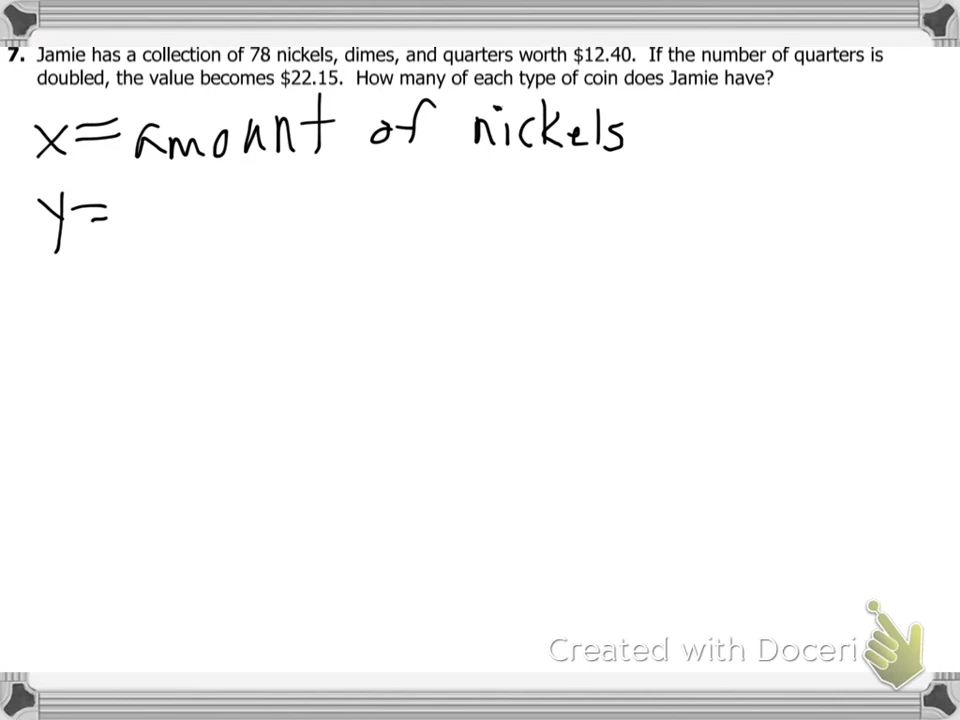 7. Jamie has a collection of 78 nickels, dimes, and quarters worth $12.40. If the number of quarters is
doubled, the value becomes $22.15. How many of each type of coin does Jamie have?
x= amount of nickels
y=
Created with Doceri